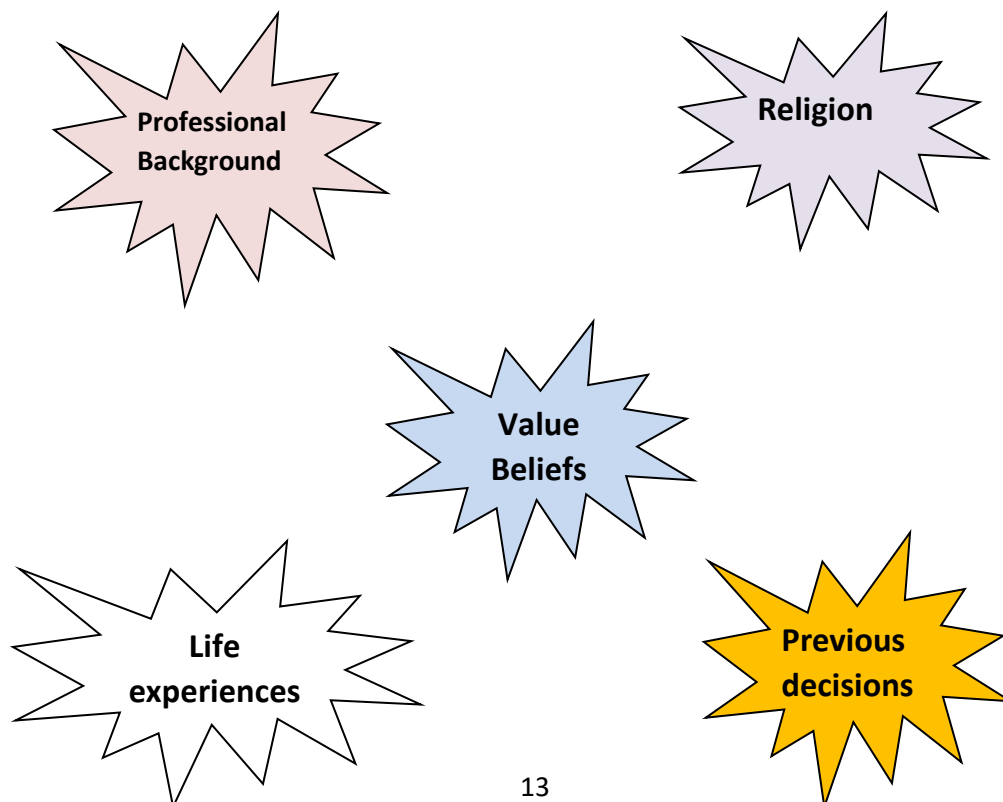 Professional
Background
Religion
Value
Beliefs
Life
experiences
Previous
decisions
13